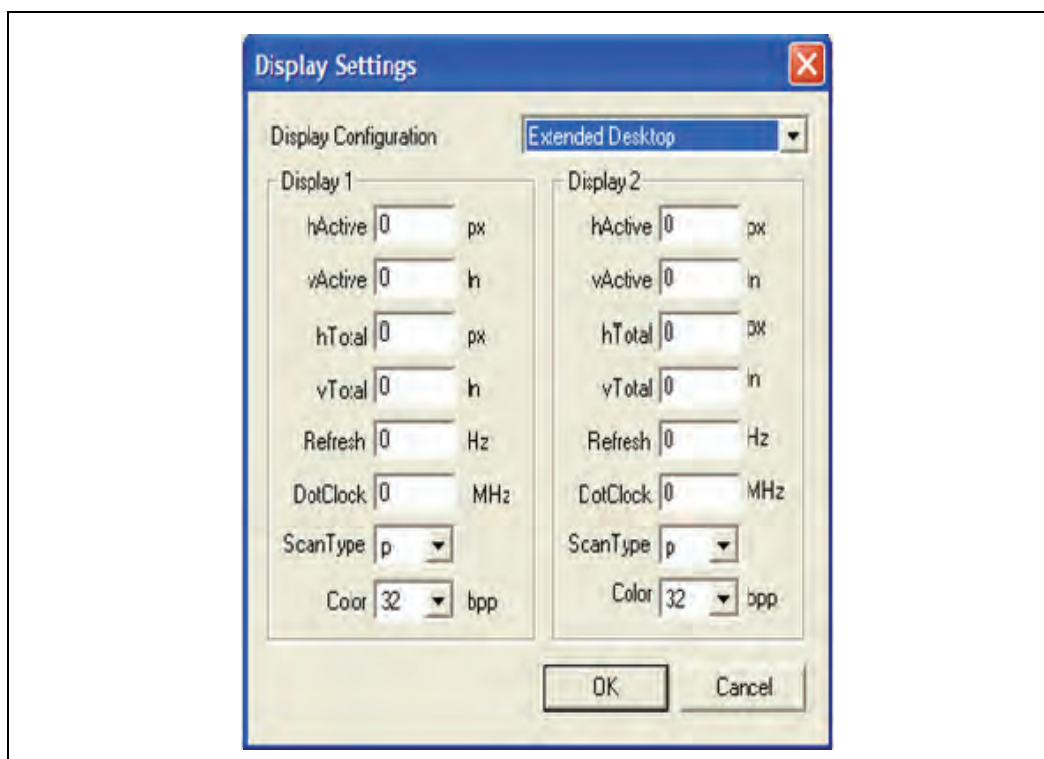 Display Settings
Display Configuration Extended Desktop
Display 1
hActive 0 px
vActive 0 ln
hTotal 0 px
vTotal 0 ln
Refresh 0 Hz
DotClock 0 MHz
ScanType p
Color 32 bpp
Display 2
hActive 0 px
vActive 0 ln
hTotal 0 px
vTotal 0 ln
Refresh 0 Hz
DotClock 0 MHz
ScanType p
Color 32 bpp
OK Cancel